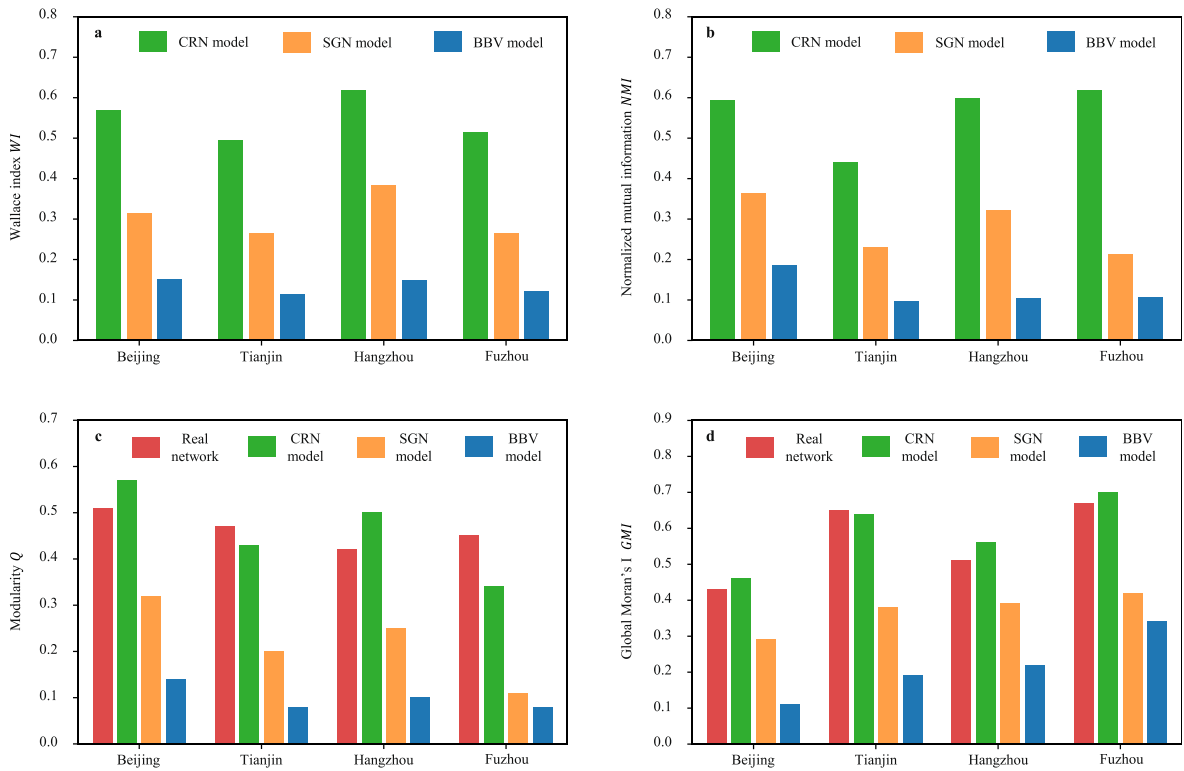 a
CRN model SGN model BBV model
Wallace index WI
0.8
0.7
0.6
0.5
0.4
0.3
0.2
0.1
0.0
Beijing Tianjin Hangzhou Fuzhou
b
CRN model SGN model BBV model
Normalized mutual information NMI
0.8
0.7
0.6
0.5
0.4
0.3
0.2
0.1
0.0
Beijing Tianjin Hangzhou Fuzhou
c
Real network
CRN model
SGN model
BBV model
Modularity Q
0.7
0.6
0.5
0.4
0.3
0.2
0.1
0.0
Beijing Tianjin Hangzhou Fuzhou
d
Real network
CRN model
SGN model
BBV model
Global Moran's I GMI
0.9
0.8
0.7
0.6
0.5
0.4
0.3
0.2
0.1
0.0
Beijing Tianjin Hangzhou Fuzhou